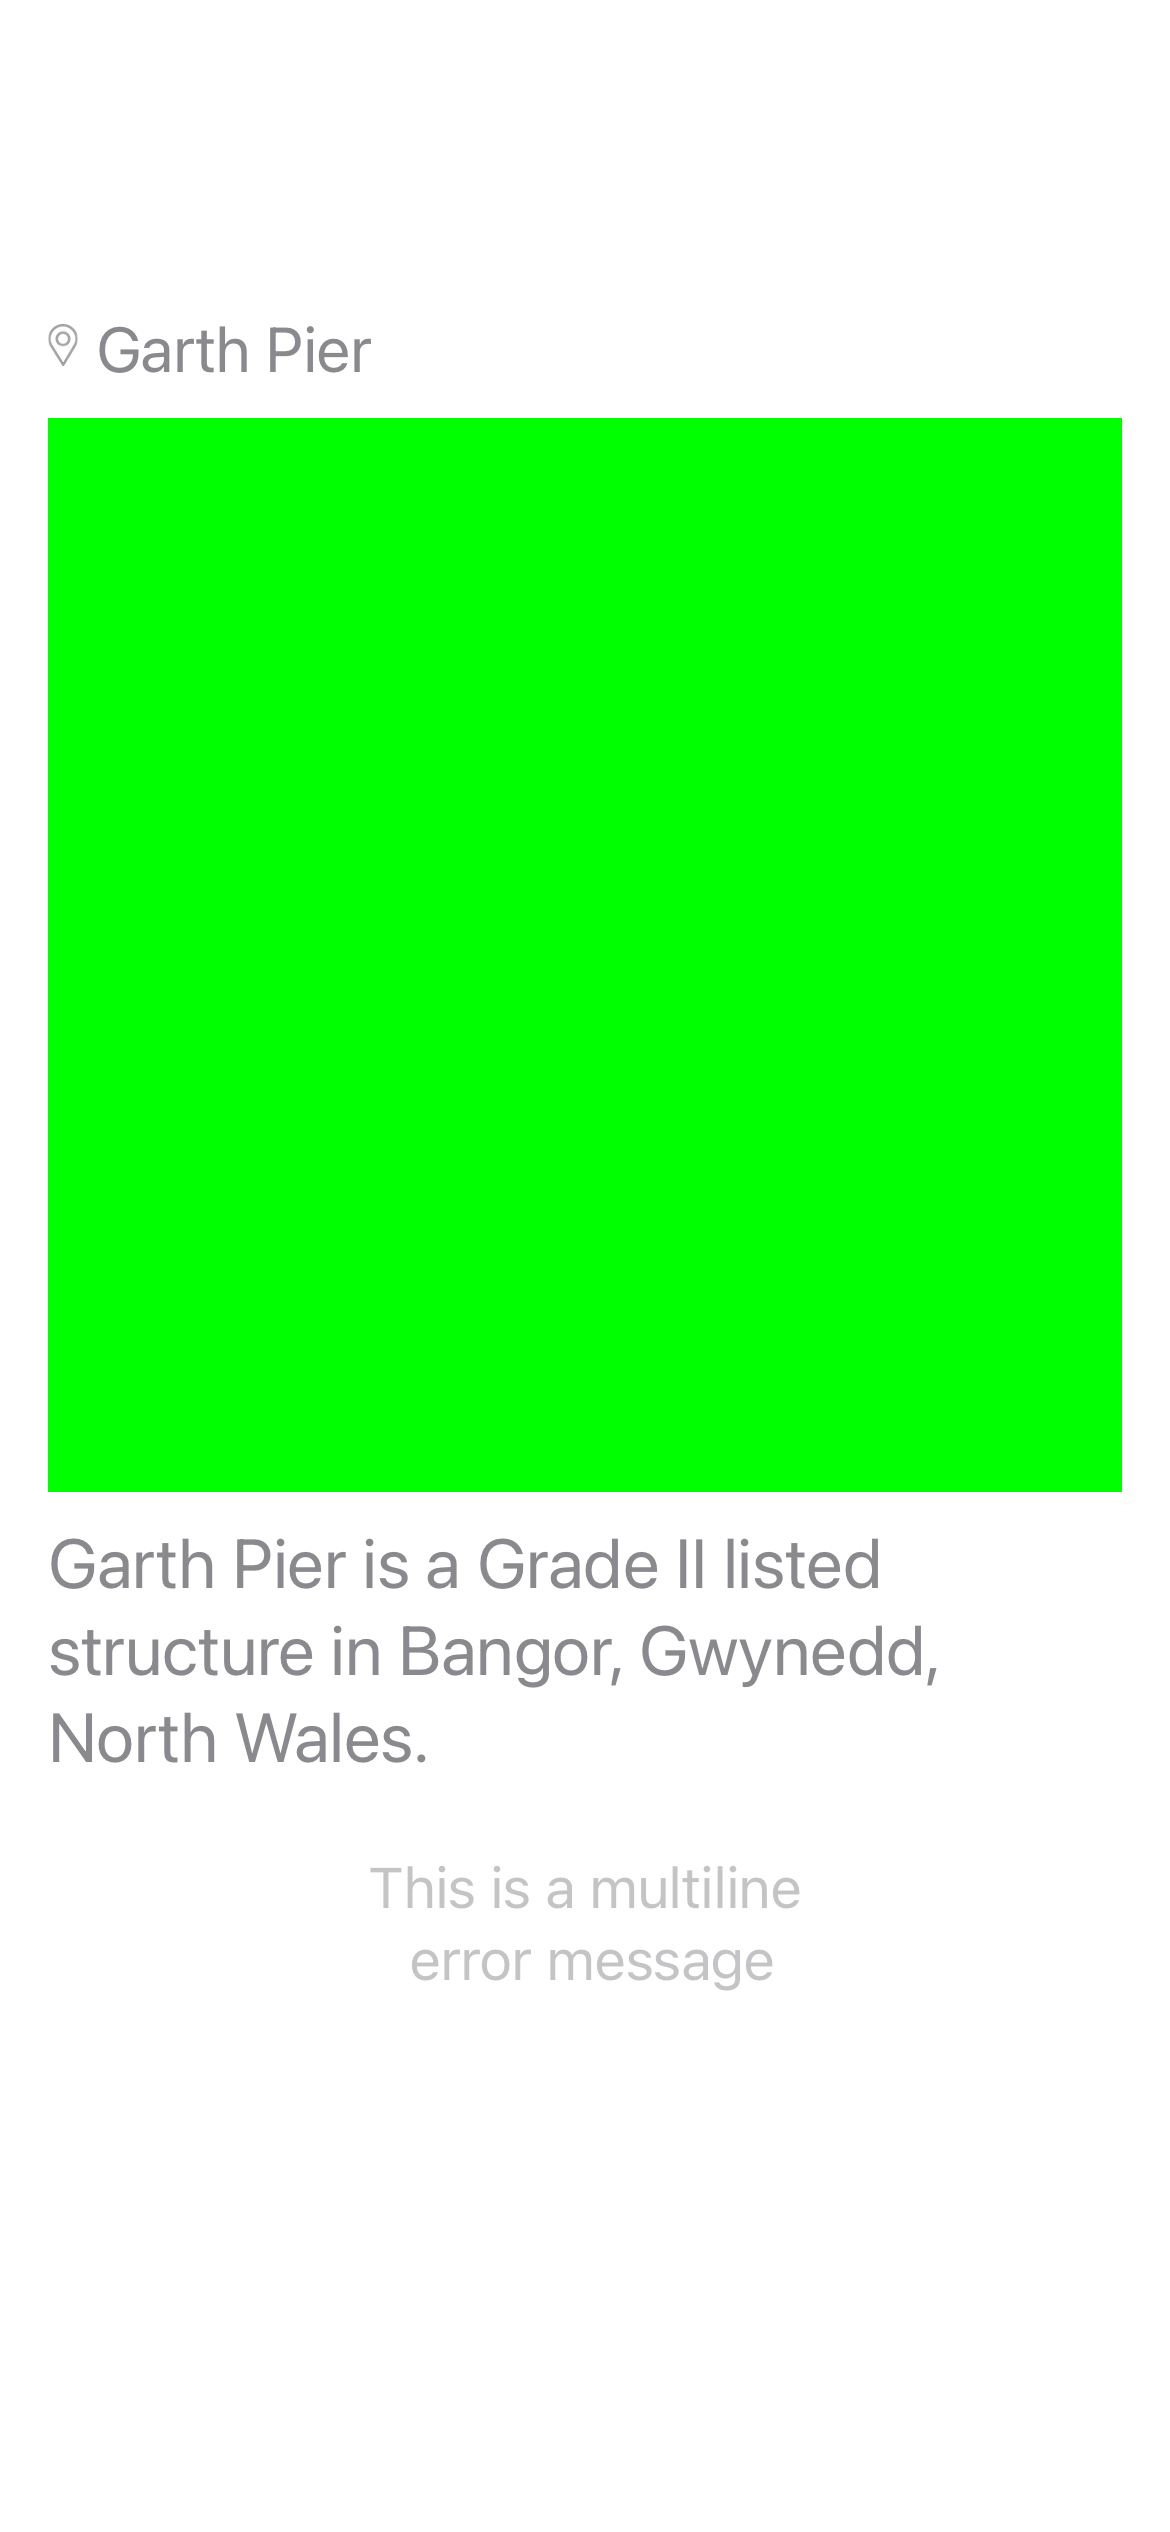 Garth Pier
Garth Pier is a Grade II listed
structure in Bangor, Gwynedd,
North Wales.
This is a multiline
error message